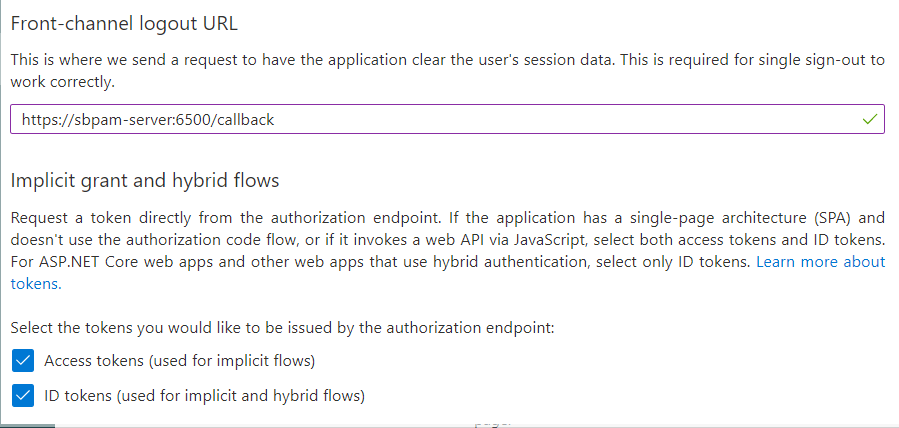 Front-channel logout URL
This is where we send a request to have the application clear the user's session data. This is required for single sign-out to
work correctly.
https://sbpam-server:6500/callback
Implicit grant and hybrid flows
Request a token directly from the authorization endpoint. If the application has a single-page architecture (SPA) and
doesn't use the authorization code flow, or if it invokes a web API via JavaScript, select both access tokens and ID tokens.
For ASP.NET Core web apps and other web apps that use hybrid authentication, select only ID tokens. Learn more about
tokens.
Select the tokens you would like to be issued by the authorization endpoint:
Access tokens (used for implicit flows)
ID tokens (used for implicit and hybrid flows)